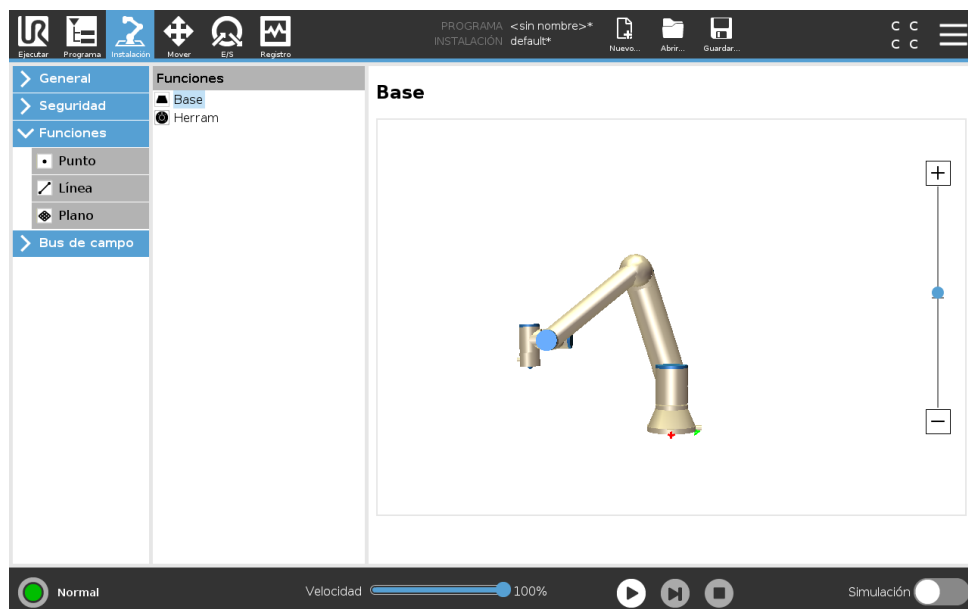 PROGRAMA <sin nombre>*
INSTALACIÓN default*
C C
C C
Ejecutar Programa Instalación Mover E/S Registro Nuevo... Abrir... Guardar...
General
Seguridad
Funciones
Punto
Línea
Plano
Bus de campo
Funciones
Base
Herram
Base
+
−
Normal
Velocidad 100%
Simulación